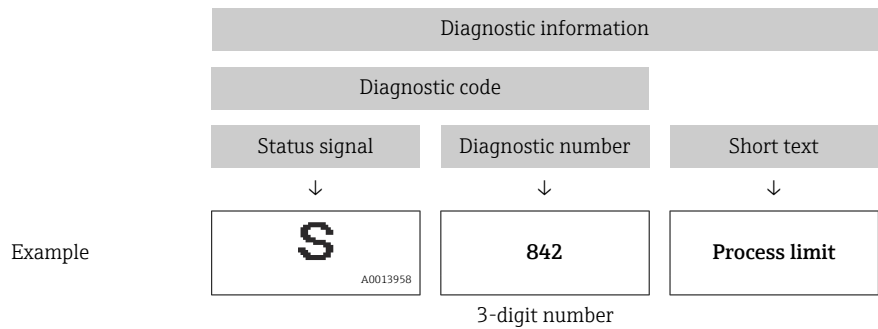 Diagnostic information
Diagnostic code
Status signal Diagnostic number Short text
↓ ↓ ↓
Example S 842 Process limit
A0013958
3-digit number